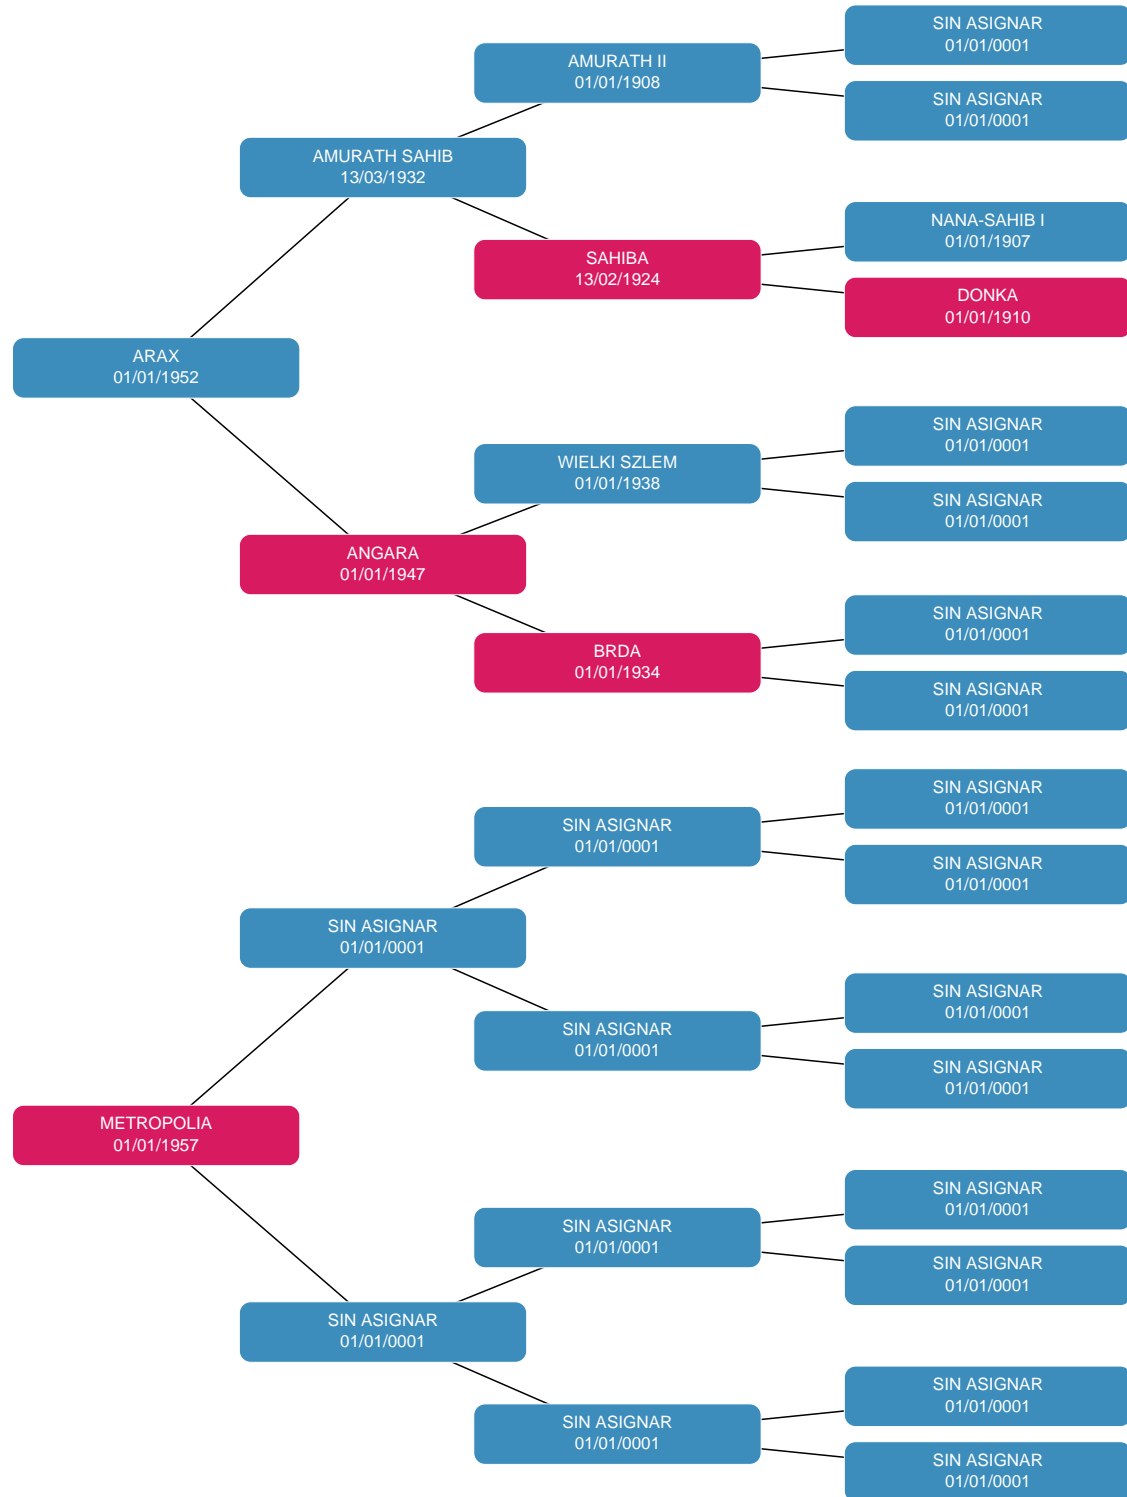 SIN ASIGNAR
01/01/0001
AMURATH II
01/01/1908
SIN ASIGNAR
01/01/0001
AMURATH SAHIB
13/03/1932
NANA-SAHIB I
01/01/1907
SAHIBA
13/02/1924
DONKA
01/01/1910
ARAX
01/01/1952
SIN ASIGNAR
01/01/0001
WIELKI SZLEM
01/01/1938
SIN ASIGNAR
01/01/0001
ANGARA
01/01/1947
SIN ASIGNAR
01/01/0001
BRDA
01/01/1934
SIN ASIGNAR
01/01/0001
SIN ASIGNAR
01/01/0001
SIN ASIGNAR
01/01/0001
SIN ASIGNAR
01/01/0001
SIN ASIGNAR
01/01/0001
SIN ASIGNAR
01/01/0001
SIN ASIGNAR
01/01/0001
SIN ASIGNAR
01/01/0001
METROPOLIA
01/01/1957
SIN ASIGNAR
01/01/0001
SIN ASIGNAR
01/01/0001
SIN ASIGNAR
01/01/0001
SIN ASIGNAR
01/01/0001
SIN ASIGNAR
01/01/0001
SIN ASIGNAR
01/01/0001
SIN ASIGNAR
01/01/0001